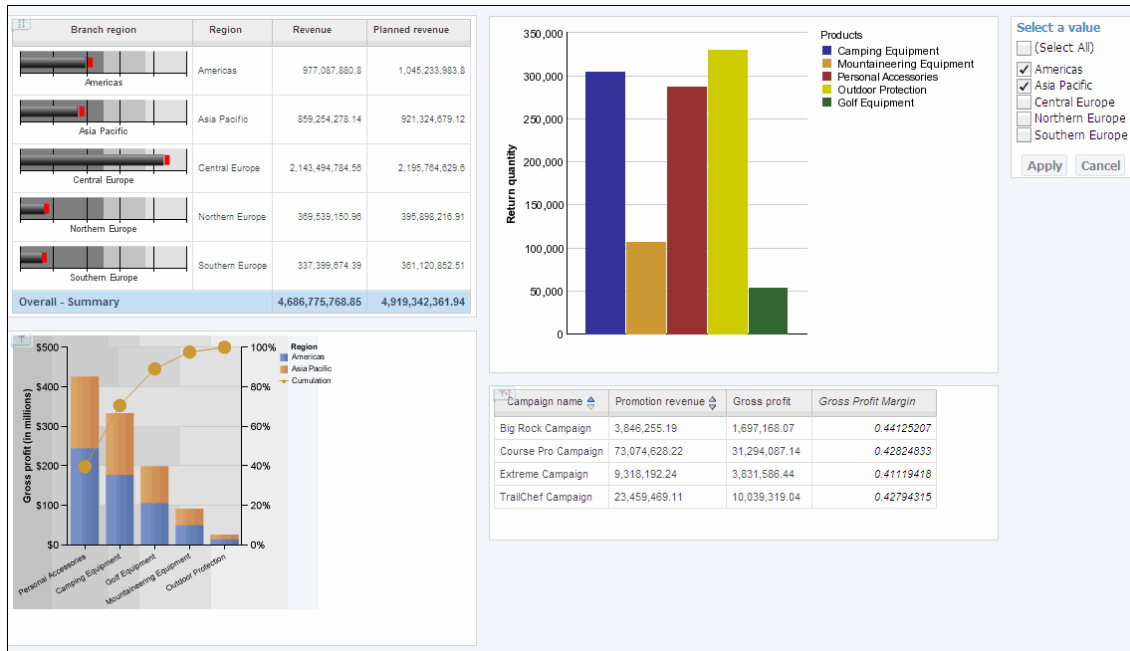 Branch region Region Revenue Planned revenue
Americas
Americas 977,087,880.8 1,045,233,983.8
Asia Pacific
Asia Pacific 859,254,278.14 921,324,679.12
Central Europe
Central Europe 2,143,494,784.56 2,195,764,629.6
Northern Europe
Northern Europe 369,539,150.96 395,898,216.91
Southern Europe
Southern Europe 337,399,674.39 361,120,852.51
Overall - Summary 4,686,775,768.85 4,919,342,361.94
350,000
300,000
250,000
200,000
150,000
100,000
50,000
0
Return quantity
Products
Camping Equipment
Mountaineering Equipment
Personal Accessories
Outdoor Protection
Golf Equipment
Select a value
(Select All)
Americas
Asia Pacific
Central Europe
Northern Europe
Southern Europe
Apply Cancel
$500
$400
$300
$200
$100
$0
Gross profit (in millions)
100%
80%
60%
40%
20%
0%
Region
Americas
Asia Pacific
Cumulation
Personal Accessories
Camping Equipment
Golf Equipment
Mountaineering Equipment
Outdoor Protection
Campaign name Promotion revenue Gross profit Gross Profit Margin
Big Rock Campaign 3,846,255.19 1,697,168.07 0.44125207
Course Pro Campaign 73,074,628.22 31,294,087.14 0.42824833
Extreme Campaign 9,318,192.24 3,831,586.44 0.41119418
TrailChef Campaign 23,459,469.11 10,039,319.04 0.42794315